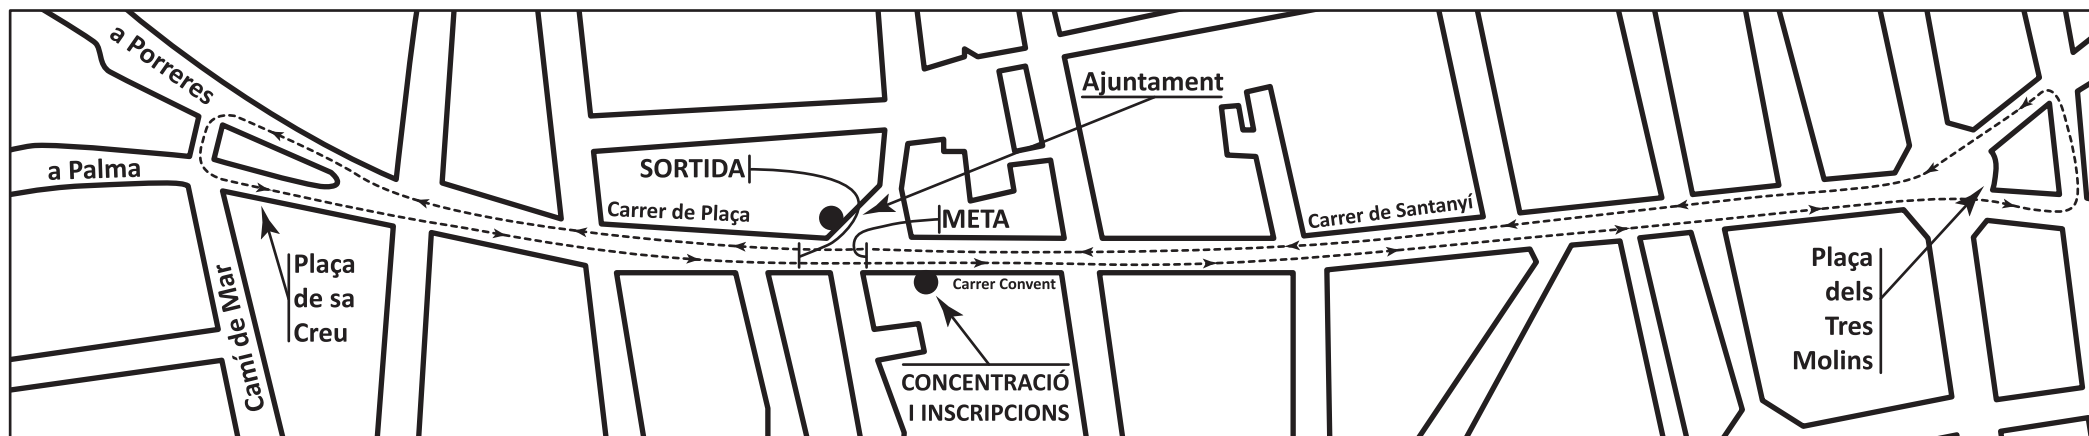 a Porreres
a Palma
Camí de Mar
Plaça
de sa
Creu
SORTIDA
Carrer de Plaça
Ajuntament
META
Carrer Convent
CONCENTRACIÓ
I INSCRIPCIONS
Carrer de Santanyí
Plaça
dels
Tres
Molins